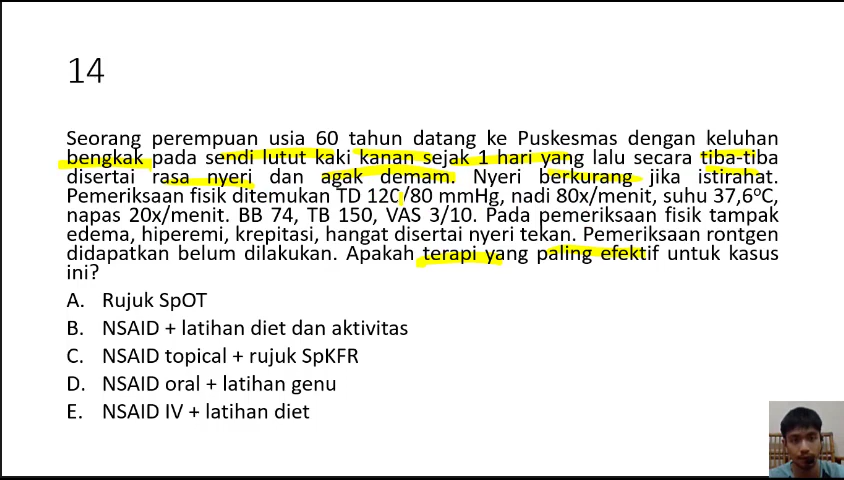 14
Seorang perempuan usia 60 tahun datang ke Puskesmas dengan keluhan
bengkak pada sendi lutut kaki kanan sejak 1 hari yang lalu secara tiba-tiba
disertai rasa nyeri dan agak demam. Nyeri berkurang jika istirahat.
Pemeriksaan fisik ditemukan TD 120/80 mmHg, nadi 80x/menit, suhu 37,6ºC,
napas 20x/menit. BB 74, TB 150, VAS 3/10. Pada pemeriksaan fisik tampak
edema, hiperemi, krepitasi, hangat disertai nyeri tekan. Pemeriksaan rontgen
didapatkan belum dilakukan. Apakah terapi yang paling efektif untuk kasus
ini?
A. Rujuk SpOT
B. NSAID + latihan diet dan aktivitas
C. NSAID topical + rujuk SpKFR
D. NSAID oral + latihan genu
E. NSAID IV + latihan diet